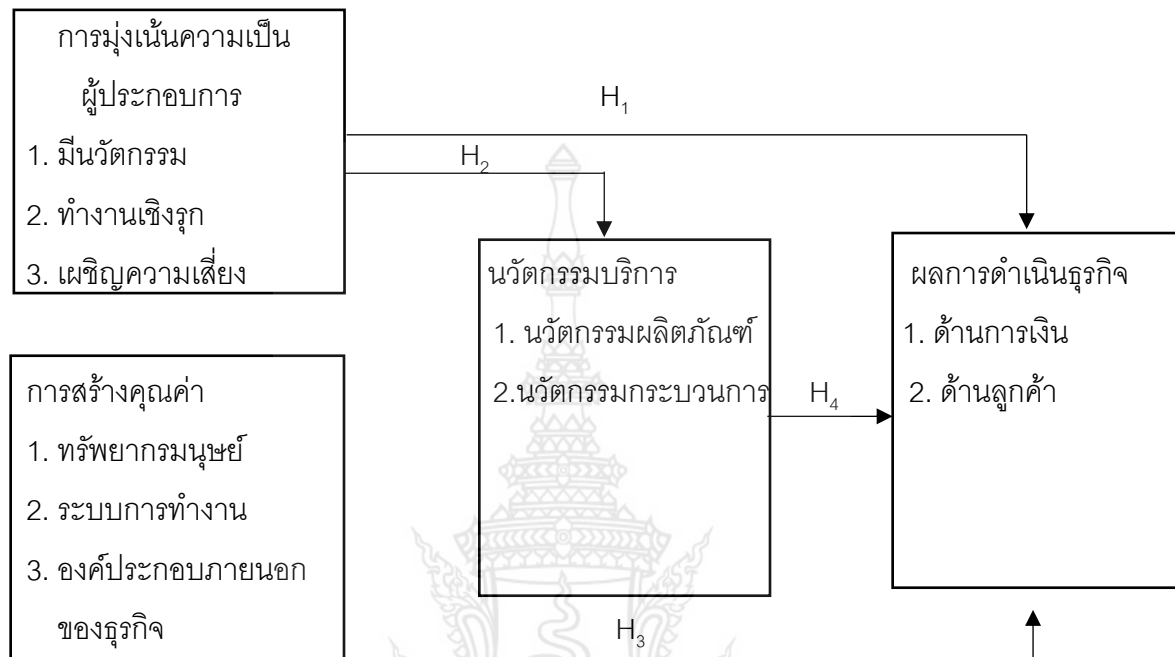 การมุ่งเน้นความเป็น
ผู้ประกอบการ
1. มีนวัตกรรม
2. ทำงานเชิงรุก
3. เผชิญความเสี่ยง
H₁
H₂
การสร้างคุณค่า
1. ทรัพยากรมนุษย์
2. ระบบการทำงาน
3. องค์ประกอบภายนอก
ของธุรกิจ
นวัตกรรมบริการ
1. นวัตกรรมผลิตภัณฑ์
2.นวัตกรรมกระบวนการ
H₄
H₃
ผลการดำเนินธุรกิจ
1. ด้านการเงิน
2. ด้านลูกค้า